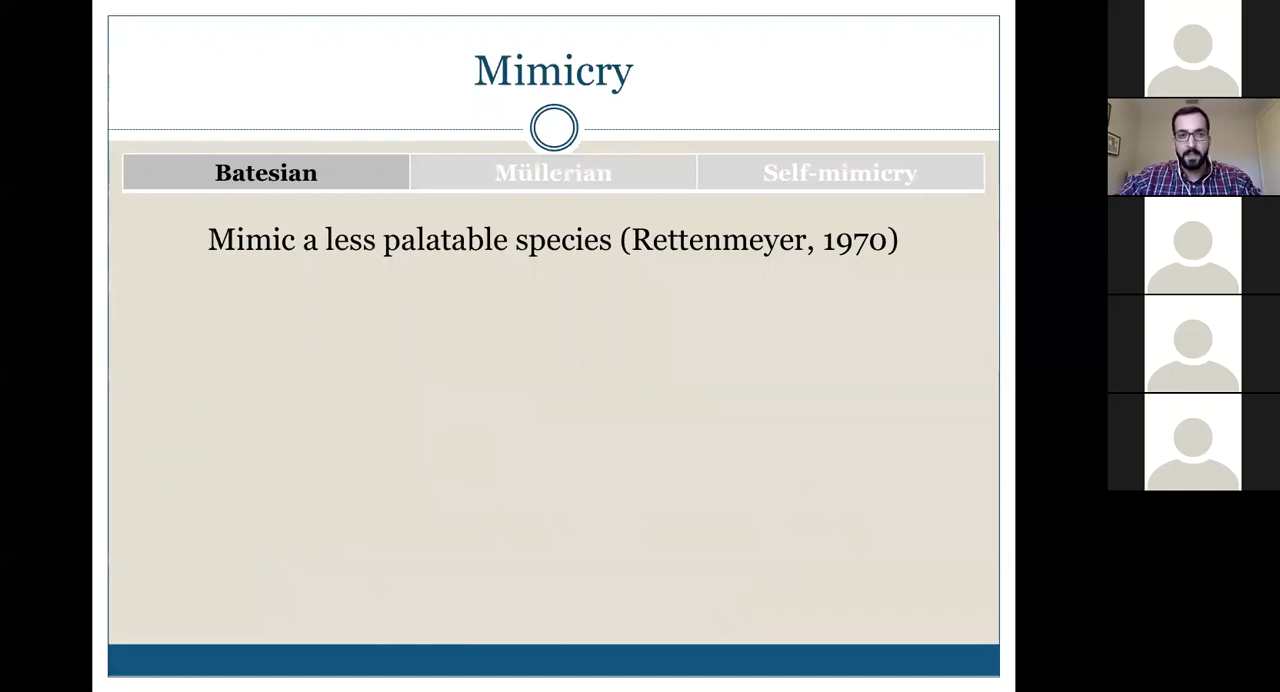 Mimicry
Batesian Müllerian Self-mimicry
Mimic a less palatable species (Rettenmeyer, 1970)